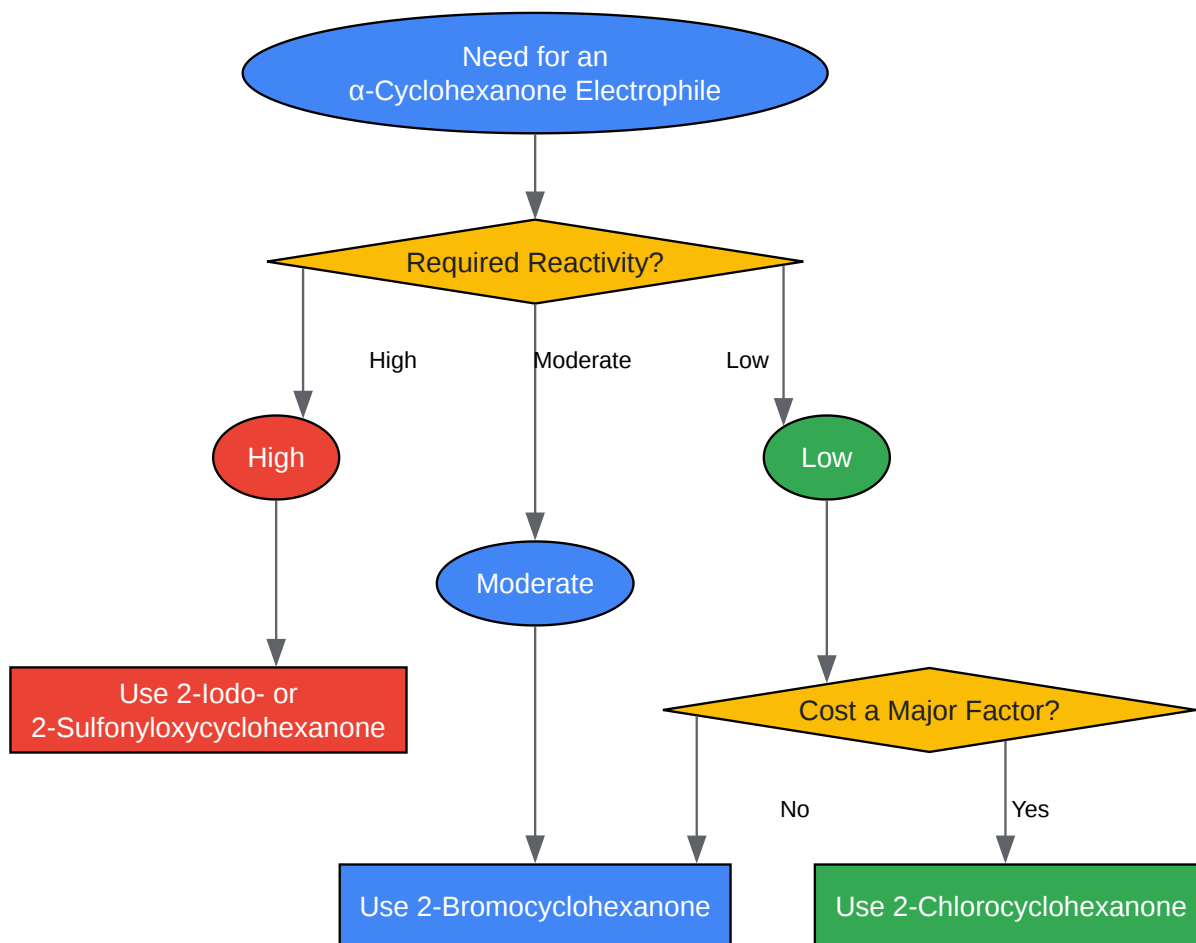 Need for an
α-Cyclohexanone Electrophile
Required Reactivity?
High
Moderate
Low
High
Low
Moderate
Use 2-Iodo- or
2-Sulfonyloxycyclohexanone
Cost a Major Factor?
No
Yes
Use 2-Bromocyclohexanone
Use 2-Chlorocyclohexanone